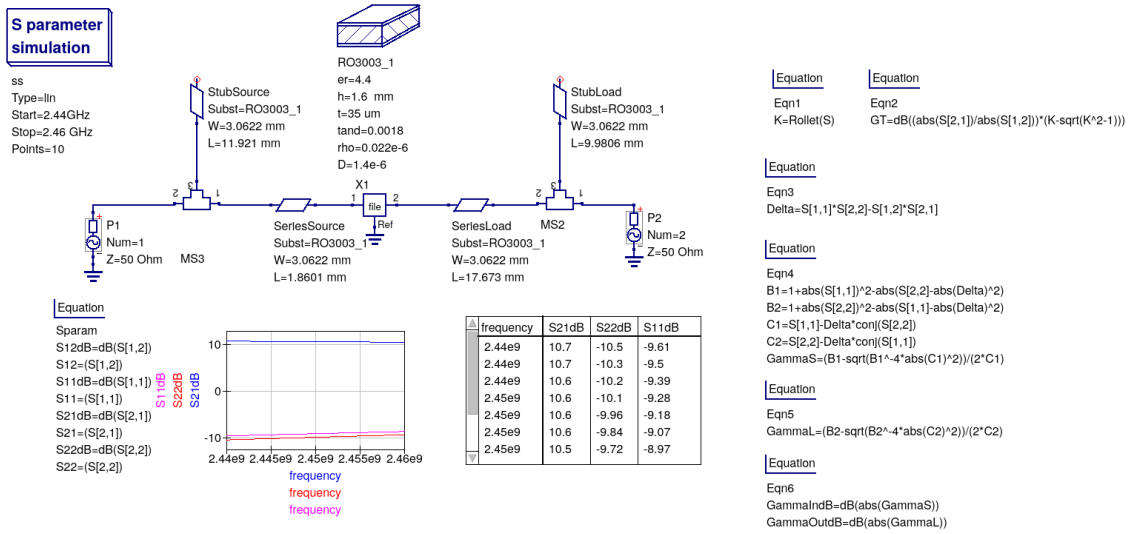 S parameter
simulation
ss
Type=lin
Start=2.44GHz
Stop=2.46 GHz
Points=10
RO3003_1
er=4.4
h=1.6 mm
t=35 um
tand=0.0018
rho=0.022e-6
D=1.4e-6
StubSource
Subst=RO3003_1
W=3.0622 mm
L=11.921 mm
StubLoad
Subst=RO3003_1
W=3.0622 mm
L=9.9806 mm
2 3 1
X1
1 file 2
Ref
2 3 1
P1
Num=1
Z=50 Ohm
MS3
SeriesSource
Subst=RO3003_1
W=3.0622 mm
L=1.8601 mm
SeriesLoad
Subst=RO3003_1
W=3.0622 mm
L=17.673 mm
MS2
P2
Num=2
Z=50 Ohm
Equation
Eqn1
K=Rollet(S)
Equation
Eqn2
GT=dB((abs(S[2,1])/abs(S[1,2]))*(K-sqrt(K^2-1)))
Equation
Eqn3
Delta=S[1,1]*S[2,2]-S[1,2]*S[2,1]
Equation
Eqn4
B1=1+abs(S[1,1])^2-abs(S[2,2]-abs(Delta)^2)
B2=1+abs(S[2,2])^2-abs(S[1,1]-abs(Delta)^2)
C1=S[1,1]-Delta*conj(S[2,2])
C2=S[2,2]-Delta*conj(S[1,1])
GammaS=(B1-sqrt(B1^-4*abs(C1)^2))/(2*C1)
Equation
Eqn5
GammaL=(B2-sqrt(B2^-4*abs(C2)^2))/(2*C2)
Equation
Eqn6
GammaIndB=dB(abs(GammaS))
GammaOutdB=dB(abs(GammaL))
Equation
Sparam
S12dB=dB(S[1,2])
S12=(S[1,2])
S11dB=dB(S[1,1])
S11=(S[1,1])
S21dB=dB(S[2,1])
S21=(S[2,1])
S22dB=dB(S[2,2])
S22=(S[2,2])
S11dB
S22dB
S21dB
10
0
-10
2.44e9 2.445e9 2.45e9 2.455e9 2.46e9
frequency
frequency
frequency
frequency S21dB S22dB S11dB
2.44e9 10.7 -10.5 -9.61
2.44e9 10.7 -10.3 -9.5
2.44e9 10.6 -10.2 -9.39
2.45e9 10.6 -10.1 -9.28
2.45e9 10.6 -9.96 -9.18
2.45e9 10.6 -9.84 -9.07
2.45e9 10.5 -9.72 -8.97